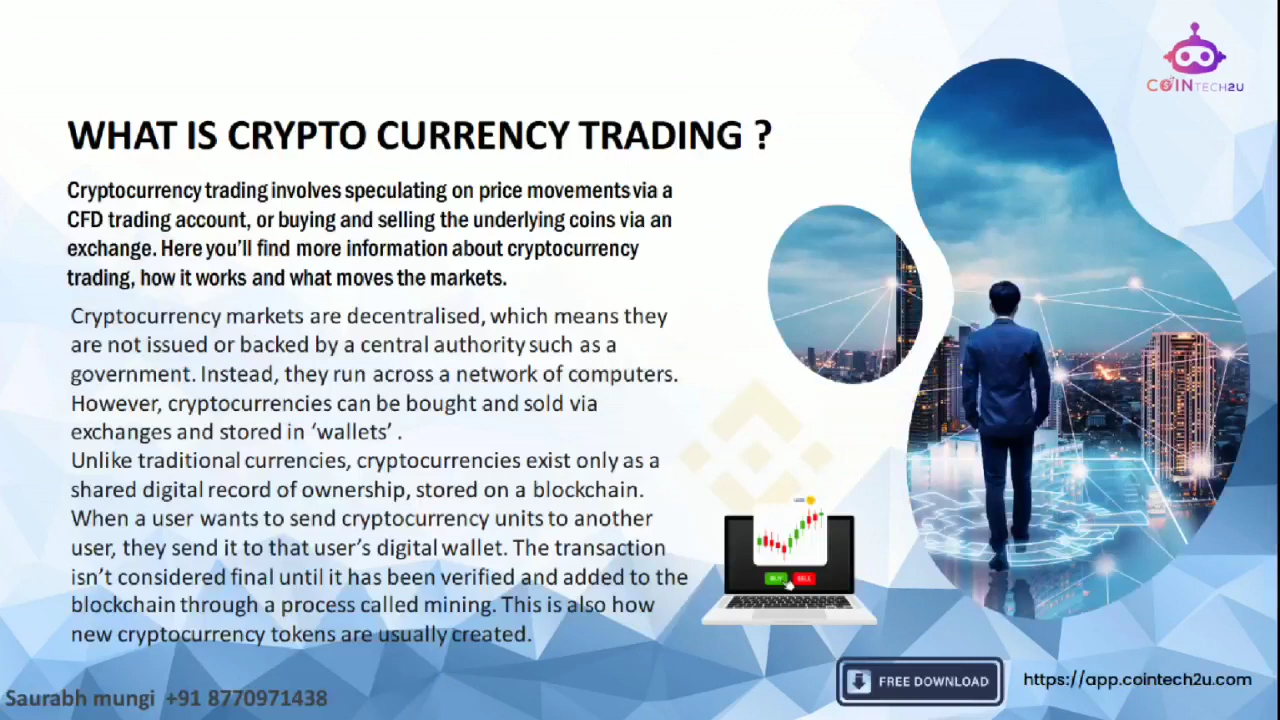 COINTECH2U
WHAT IS CRYPTO CURRENCY TRADING ?
Cryptocurrency trading involves speculating on price movements via a
CFD trading account, or buying and selling the underlying coins via an
exchange. Here you'll find more information about cryptocurrency
trading, how it works and what moves the markets.
Cryptocurrency markets are decentralised, which means they
are not issued or backed by a central authority such as a
government. Instead, they run across a network of computers.
However, cryptocurrencies can be bought and sold via
exchanges and stored in ‘wallets’ .
Unlike traditional currencies, cryptocurrencies exist only as a
shared digital record of ownership, stored on a blockchain.
When a user wants to send cryptocurrency units to another
user, they send it to that user’s digital wallet. The transaction
isn’t considered final until it has been verified and added to the
blockchain through a process called mining. This is also how
new cryptocurrency tokens are usually created.
BUY
SELL
FREE DOWNLOAD
https://app.cointech2u.com
Saurabh mungi +91 8770971438